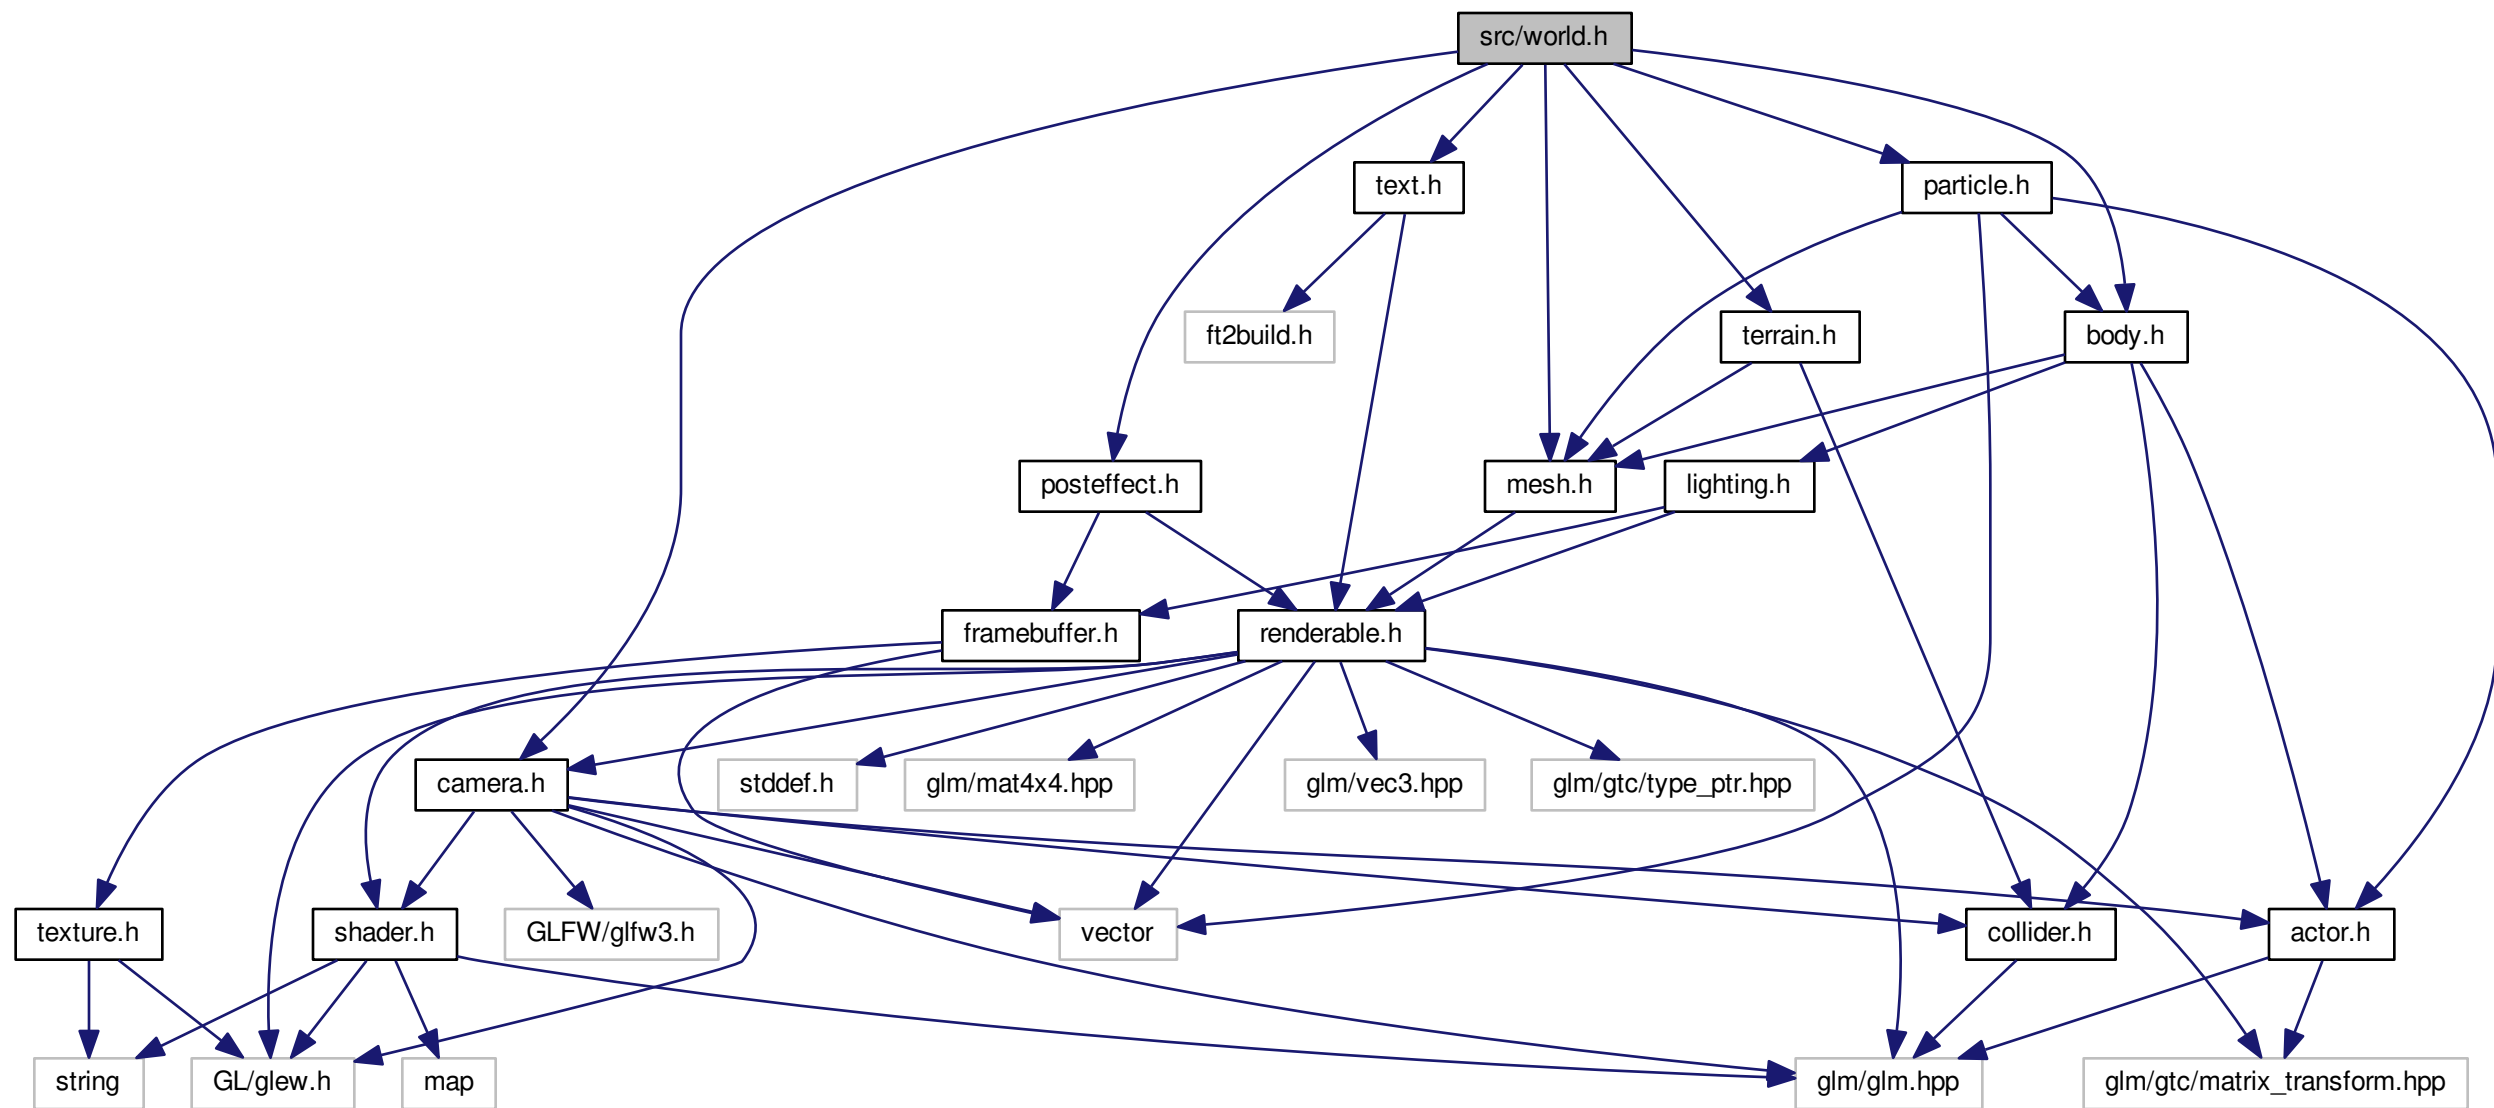 src/world.h
text.h
particle.h
ft2build.h
terrain.h
body.h
posteffect.h
mesh.h
lighting.h
framebuffer.h
renderable.h
camera.h
stddef.h
glm/mat4x4.hpp
glm/vec3.hpp
glm/gtc/type_ptr.hpp
texture.h
shader.h
GLFW/glfw3.h
vector
collider.h
actor.h
string
GL/glew.h
map
glm/glm.hpp
glm/gtc/matrix_transform.hpp